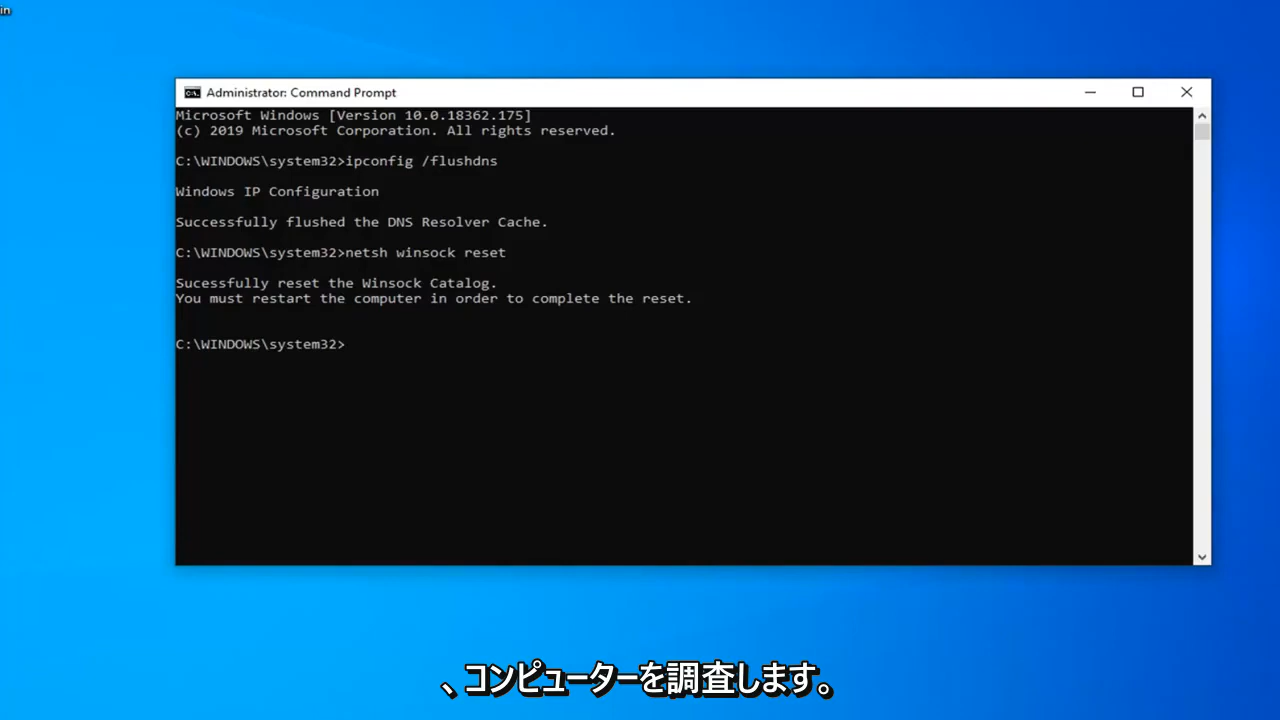 in
Administrator: Command Prompt
Microsoft Windows [Version 10.0.18362.175]
(c) 2019 Microsoft Corporation. All rights reserved.
C:\WINDOWS\system32>ipconfig /flushdns
Windows IP Configuration
Successfully flushed the DNS Resolver Cache.
C:\WINDOWS\system32>netsh winsock reset
Sucessfully reset the Winsock Catalog.
You must restart the computer in order to complete the reset.
C:\WINDOWS\system32>
、コンピューターを調査します。